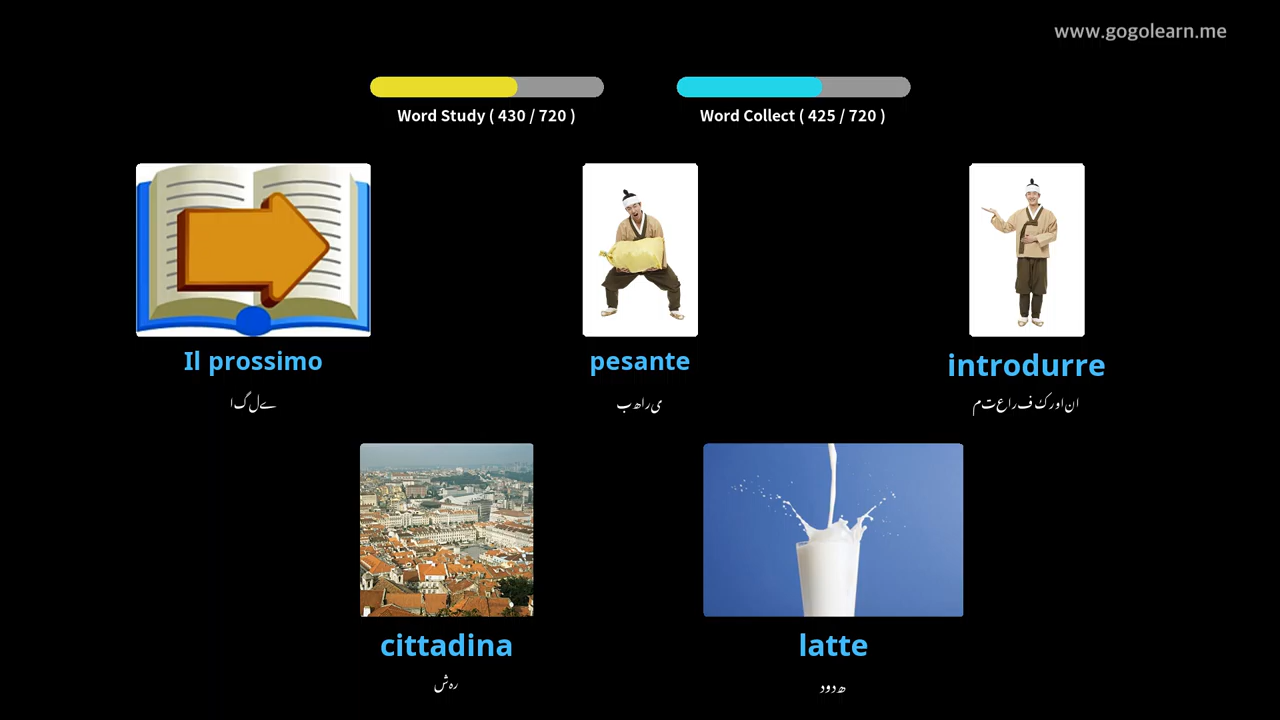 www.gogolearn.me
Word Study ( 430 / 720 )
Word Collect ( 425 / 720 )
Il prossimo
pesante
introdurre
اگلے
بھاری
متعارف کروانا
cittadina
latte
شہر
دودھ